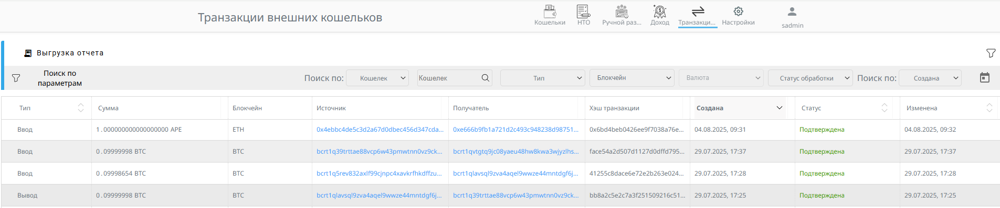 Транзакции внешних кошельков
Кошельки НТО Ручной раз... Доход Транзакци... Настройки sadmin
Выгрузка отчета
Поиск по параметрам
Поиск по: Кошелек Кошелек Тип Блокчейн Валюта Статус обработки Поиск по: Создана
Тип Сумма Блокчейн Источник Получатель Хэш транзакции Создана Статус Изменена
Ввод 1.000000000000000000 APE ETH 0x4ebbc4de5c3d2a67d0dbec456d347cda... 0xe666b9fb1a721d2c493c948238d98751... 0x6bd4beb0426ee9f7038a76e... 04.08.2025, 09:31 Подтверждена 04.08.2025, 09:32
Ввод 0.09999998 BTC BTC bcrt1q39trttae88vcp6w43pmwtnn0vz9ck... bcrt1qvtgtq9jc08yaeu48hw8kwa3wjyzlhs... face54a2d507d1127d0dffd795... 29.07.2025, 17:37 Подтверждена 29.07.2025, 17:37
Ввод 0.09998654 BTC BTC bcrt1q5rev832axlf99cjnpc4xavkrfhkdffzu... bcrt1qlavsql9zva4aqel9wwze44mntdgf6j... 41255c8dace6e72e2b263e024... 29.07.2025, 17:28 Подтверждена 29.07.2025, 17:28
Вывод 0.09999998 BTC BTC bcrt1qlavsql9zva4aqel9wwze44mntdgf6j... bcrt1q39trttae88vcp6w43pmwtnn0vz9ck... bb8a2c5e2c7a3f251509216c51... 29.07.2025, 17:25 Подтверждена 29.07.2025, 17:25